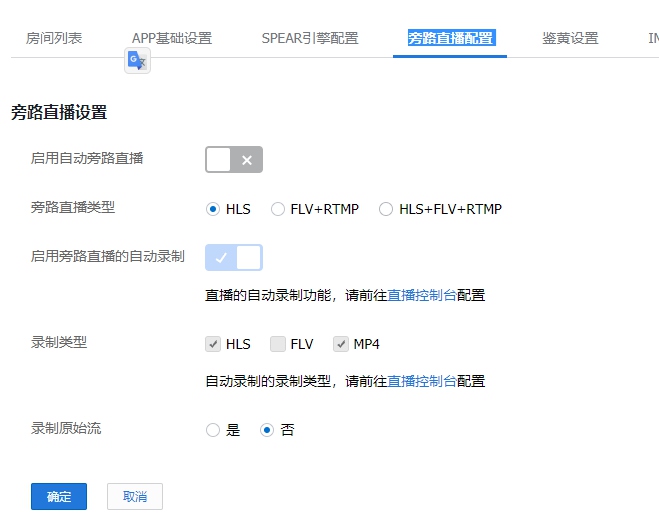 房间列表 APP基础设置 SPEAR引擎配置 旁路直播配置 鉴黄设置
旁路直播设置
启用自动旁路直播
旁路直播类型 HLS FLV+RTMP HLS+FLV+RTMP
启用旁路直播的自动录制
直播的自动录制功能，请前往直播控制台配置
录制类型 HLS FLV MP4
自动录制的录制类型，请前往直播控制台配置
录制原始流 是 否
确定 取消